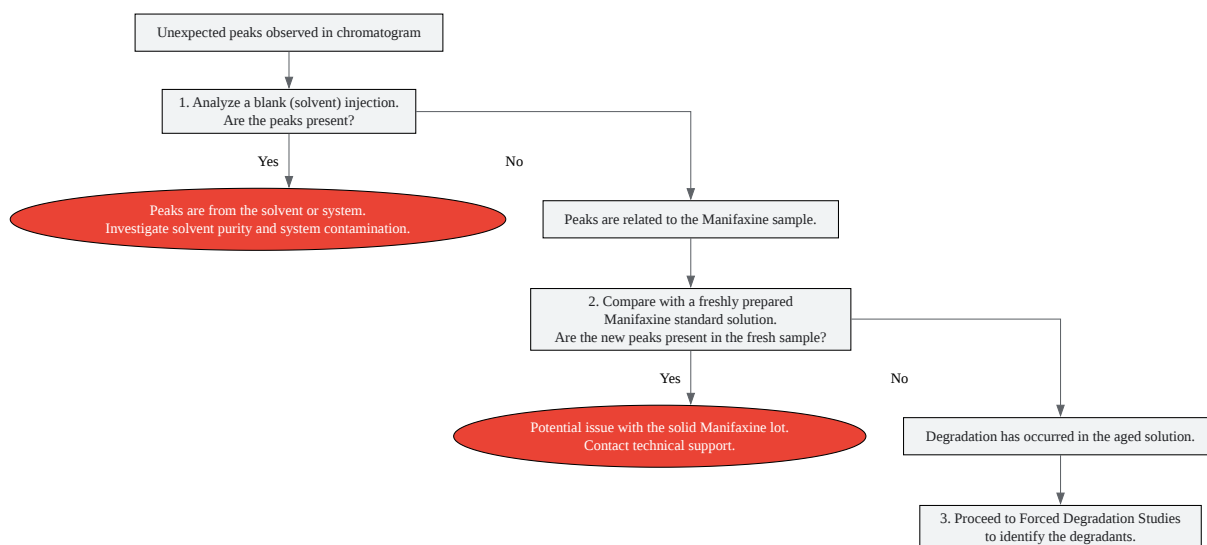 Unexpected peaks observed in chromatogram
1. Analyze a blank (solvent) injection.
Are the peaks present?
Yes
No
Peaks are from the solvent or system.
Investigate solvent purity and system contamination.
Peaks are related to the Manifaxine sample.
2. Compare with a freshly prepared
Manifaxine standard solution.
Are the new peaks present in the fresh sample?
Yes
No
Potential issue with the solid Manifaxine lot.
Contact technical support.
Degradation has occurred in the aged solution.
3. Proceed to Forced Degradation Studies
to identify the degradants.